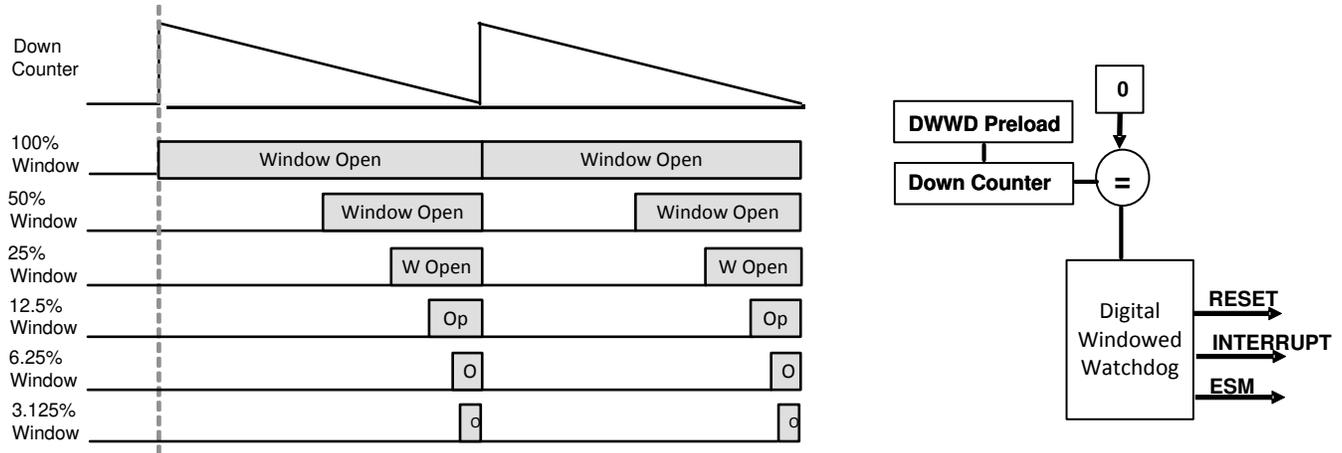 Down
Counter
100%
Window
Window Open
Window Open
50%
Window
Window Open
Window Open
25%
Window
W Open
W Open
12.5%
Window
Op
Op
6.25%
Window
O
O
3.125%
Window
O
O
0
DWWD Preload
Down Counter
=
Digital
Windowed
Watchdog
RESET
INTERRUPT
ESM